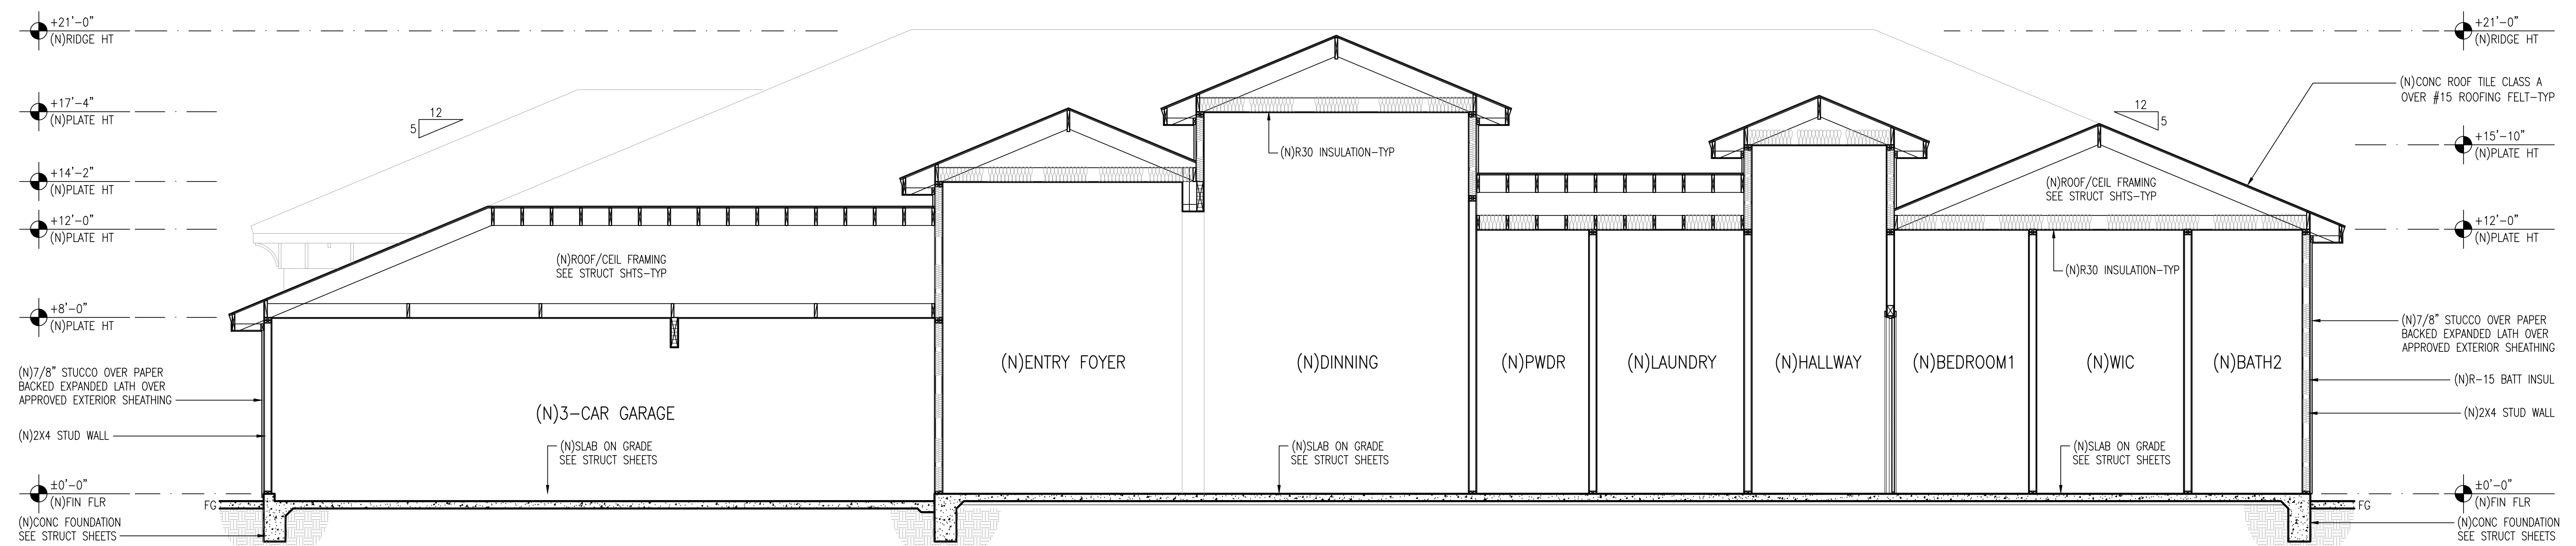 +21'-0"
(N)RIDGE HT
+17'-4"
(N)PLATE HT
+14'-2"
(N)PLATE HT
+12'-0"
(N)PLATE HT
+8'-0"
(N)PLATE HT
(N)7/8" STUCCO OVER PAPER
BACKED EXPANDED LATH OVER
APPROVED EXTERIOR SHEATHING
(N)2X4 STUD WALL
±0'-0"
(N)FIN FLR
(N)CONC FOUNDATION
SEE STRUCT SHEETS
FG
12
5
(N)ROOF/CEIL FRAMING
SEE STRUCT SHTS-TYP
(N)3-CAR GARAGE
(N)SLAB ON GRADE
SEE STRUCT SHEETS
(N)ENTRY FOYER
(N)R30 INSULATION-TYP
(N)DINNING
(N)SLAB ON GRADE
SEE STRUCT SHEETS
(N)PWDR
(N)LAUNDRY
(N)HALLWAY
(N)BEDROOM1
(N)WIC
(N)BATH2
(N)ROOF/CEIL FRAMING
SEE STRUCT SHTS-TYP
(N)R30 INSULATION-TYP
(N)SLAB ON GRADE
SEE STRUCT SHEETS
12
5
+21'-0"
(N)RIDGE HT
(N)CONC ROOF TILE CLASS A
OVER #15 ROOFING FELT-TYP
+15'-10"
(N)PLATE HT
+12'-0"
(N)PLATE HT
(N)7/8" STUCCO OVER PAPER
BACKED EXPANDED LATH OVER
APPROVED EXTERIOR SHEATHING
(N)R-15 BATT INSUL
(N)2X4 STUD WALL
±0'-0"
(N)FIN FLR
FG
(N)CONC FOUNDATION
SEE STRUCT SHEETS